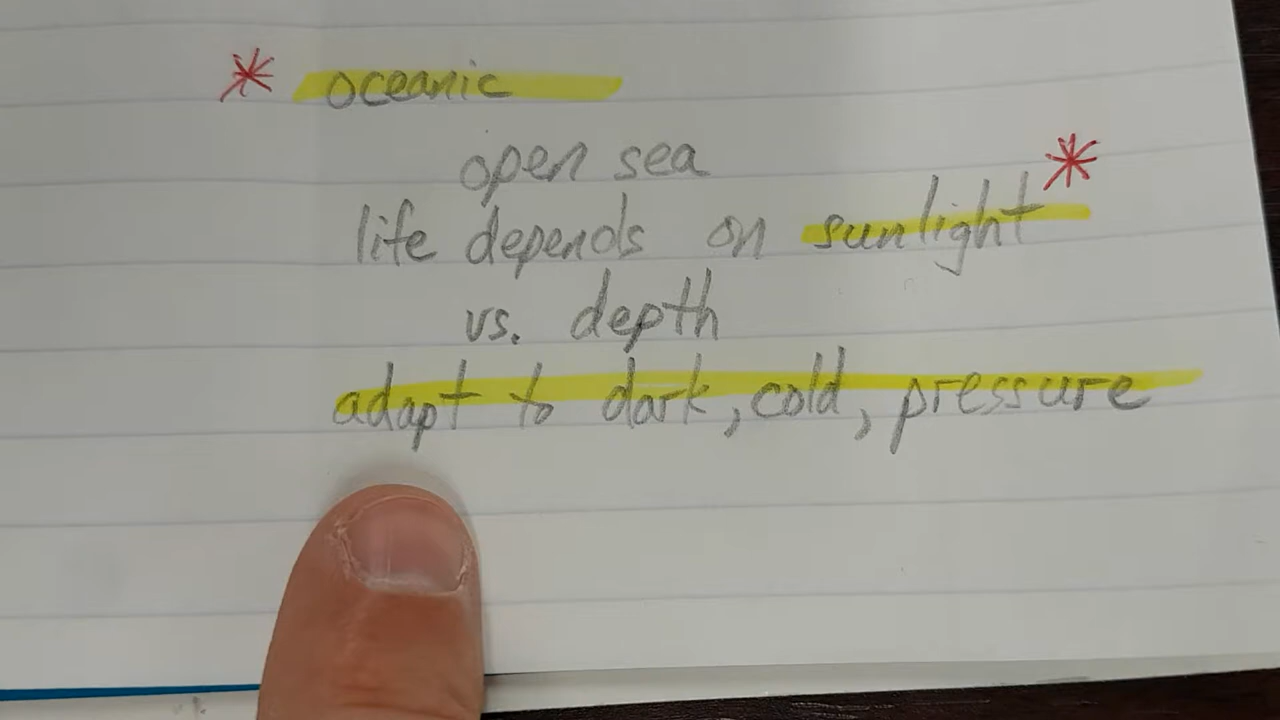 * oceanic
open sea
life depends on sunlight *
vs. depth
adapt to dark, cold, pressure